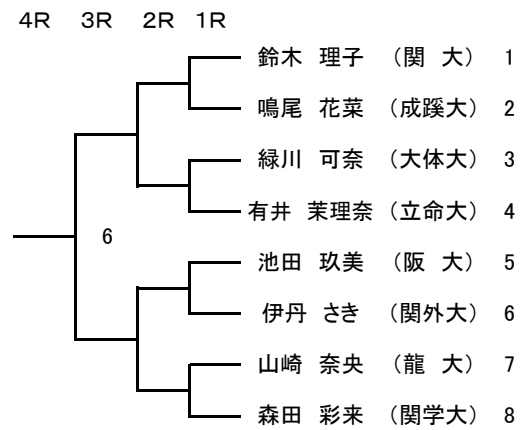 4R 3R 2R 1R
鈴木 理子 (関 大) 1
鳴尾 花菜 (成蹊大) 2
緑川 可奈 (大体大) 3
有井 茉理奈 (立命大) 4
6
池田 玖美 (阪 大) 5
伊丹 さき (関外大) 6
山崎 奈央 (龍 大) 7
森田 彩来 (関学大) 8